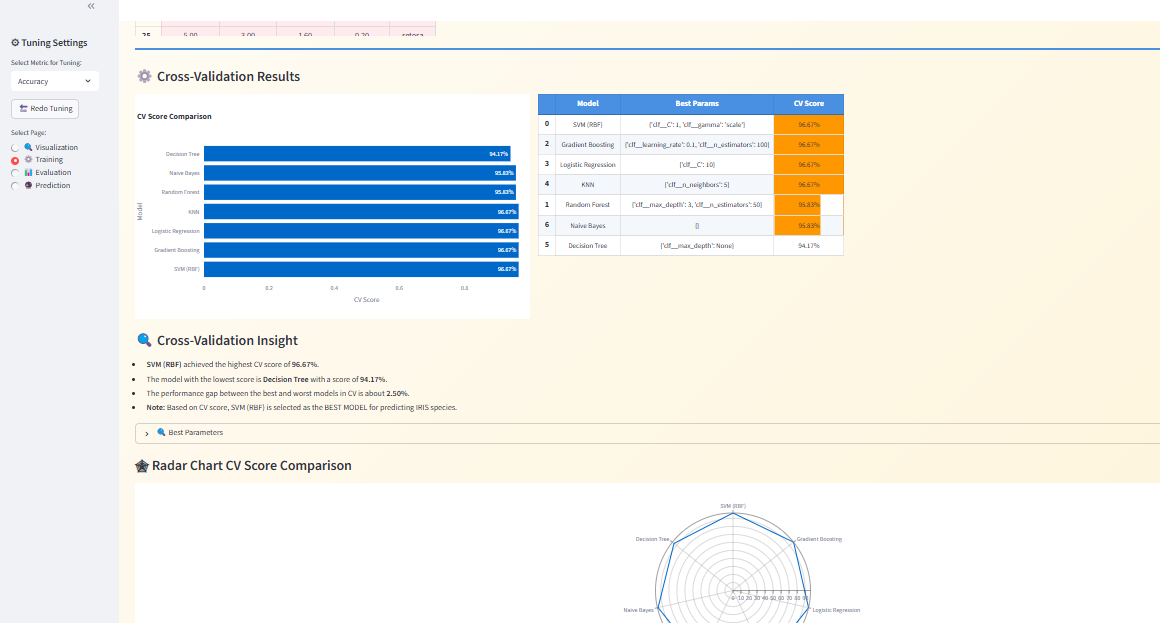 «
25 5.00 3.00 1.60 0.20 setosa
Tuning Settings
Select Metric for Tuning:
Accuracy
Redo Tuning
Select Page:
Visualization
Training
Evaluation
Prediction
Cross-Validation Results
CV Score Comparison
Decision Tree 94.17%
Naive Bayes 95.83%
Random Forest 95.83%
KNN 96.67%
Logistic Regression 96.67%
Gradient Boosting 96.67%
SVM (RBF) 96.67%
Model
0 0.2 0.4 0.6 0.8
CV Score
Model Best Params CV Score
0 SVM (RBF) {'clf__C': 1, 'clf__gamma': 'scale'} 96.67%
2 Gradient Boosting {'clf__learning_rate': 0.1, 'clf__n_estimators': 100} 96.67%
3 Logistic Regression {'clf__C': 10} 96.67%
4 KNN {'clf__n_neighbors': 5} 96.67%
1 Random Forest {'clf__max_depth': 3, 'clf__n_estimators': 50} 95.83%
6 Naive Bayes {} 95.83%
5 Decision Tree {'clf__max_depth': None} 94.17%
Cross-Validation Insight
• SVM (RBF) achieved the highest CV score of 96.67%.
• The model with the lowest score is Decision Tree with a score of 94.17%.
• The performance gap between the best and worst models in CV is about 2.50%.
• Note: Based on CV score, SVM (RBF) is selected as the BEST MODEL for predicting IRIS species.
Best Parameters
Radar Chart CV Score Comparison
SVM (RBF)
Decision Tree
Gradient Boosting
0 10 20 30 40 50 60 70 80 90
Naive Bayes
Logistic Regression